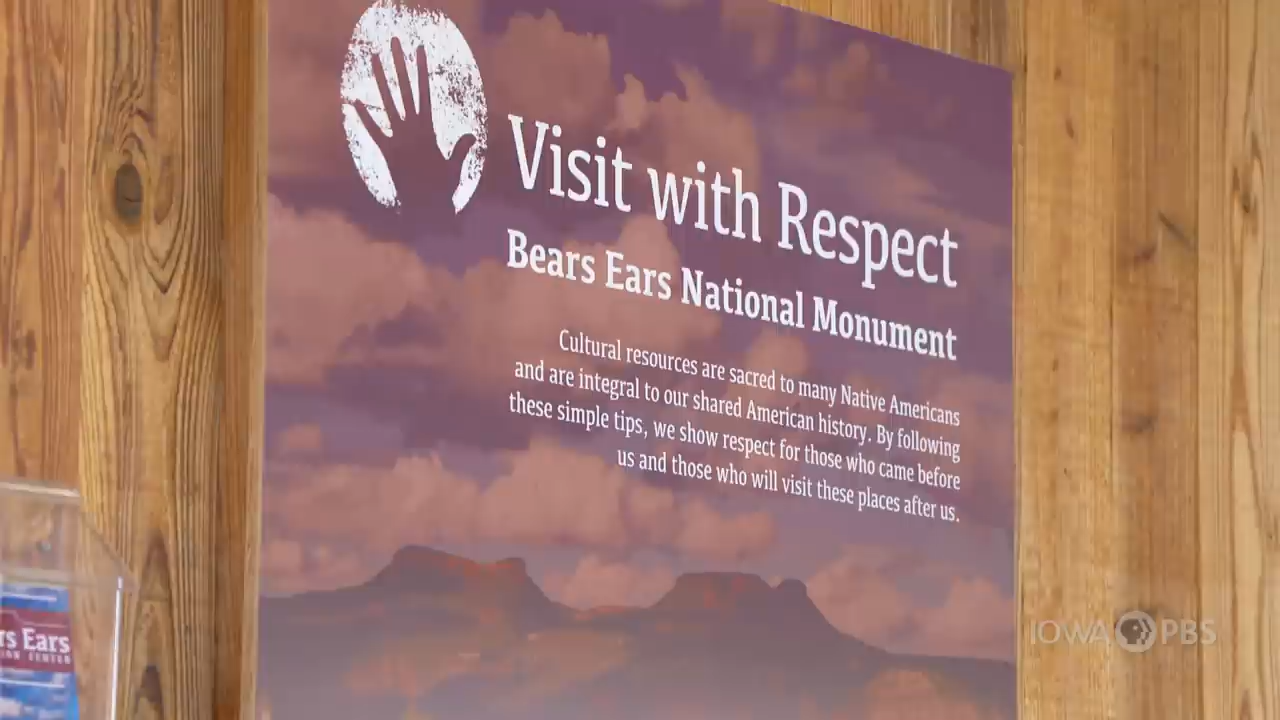 Visit with Respect
Bears Ears National Monument
Cultural resources are sacred to many Native Americans
and are integral to our shared American history. By following
these simple tips, we show respect for those who came before
us and those who will visit these places after us.
rs Ears
CENTER
IOWA PBS